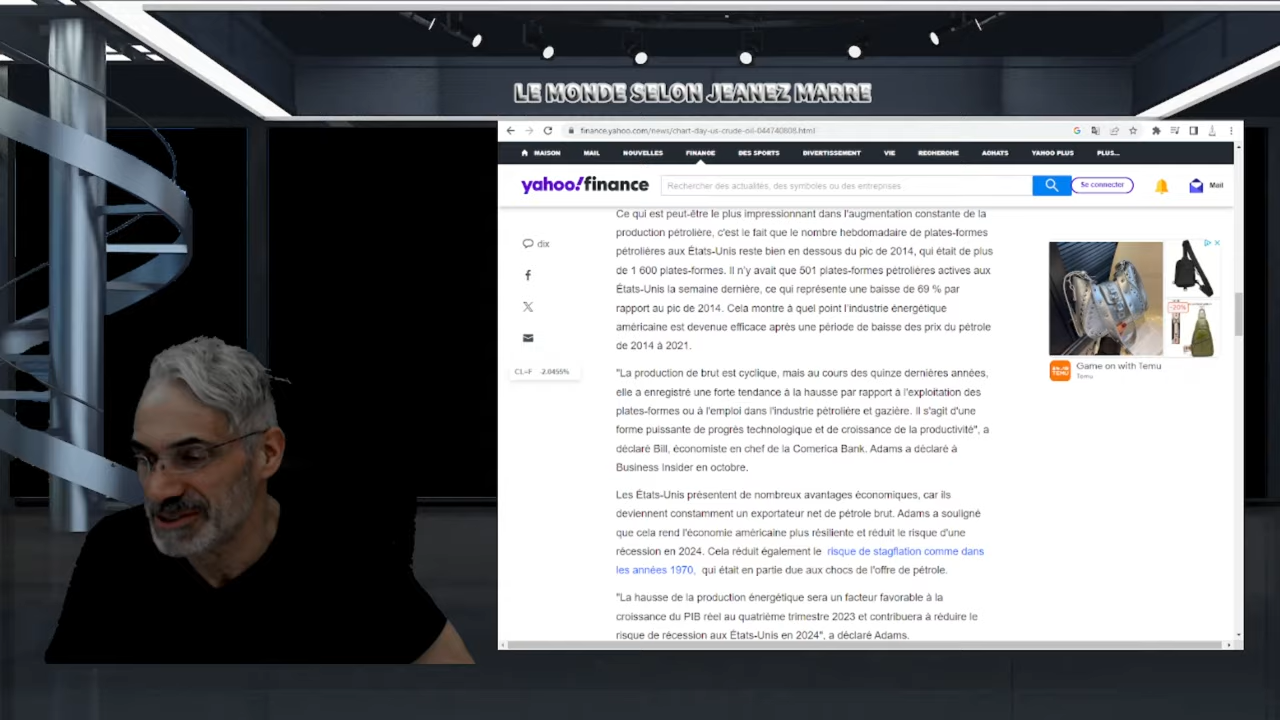 LE MONDE SELON JEANEZ MARRE
finance.yahoo.com/news/chart-day-us-crude-oil-044740808.html
MAISON MAIL NOUVELLES FINANCE DES SPORTS DIVERTISSEMENT VIE RECHERCHE ACHATS YAHOO PLUS PLUS...
yahoo!finance
Rechercher des actualités, des symboles ou des entreprises
Se connecter
Mail
Ce qui est peut-être le plus impressionnant dans l'augmentation constante de la
production pétrolière, c'est le fait que le nombre hebdomadaire de plates-formes
pétrolières aux États-Unis reste bien en dessous du pic de 2014, qui était de plus
de 1 600 plates-formes. Il n'y avait que 501 plates-formes pétrolières actives aux
États-Unis la semaine dernière, ce qui représente une baisse de 69 % par
rapport au pic de 2014. Cela montre à quel point l'industrie énergétique
américaine est devenue efficace après une période de baisse des prix du pétrole
de 2014 à 2021.
dix
CL=F -2.0455%
"La production de brut est cyclique, mais au cours des quinze dernières années,
elle a enregistré une forte tendance à la hausse par rapport à l'exploitation des
plates-formes ou à l'emploi dans l'industrie pétrolière et gazière. Il s'agit d'une
forme puissante de progrès technologique et de croissance de la productivité", a
déclaré Bill, économiste en chef de la Comerica Bank. Adams a déclaré à
Business Insider en octobre.
Les États-Unis présentent de nombreux avantages économiques, car ils
deviennent constamment un exportateur net de pétrole brut. Adams a souligné
que cela rend l'économie américaine plus résiliente et réduit le risque d'une
récession en 2024. Cela réduit également le risque de stagflation comme dans
les années 1970, qui était en partie due aux chocs de l'offre de pétrole.
"La hausse de la production énergétique sera un facteur favorable à la
croissance du PIB réel au quatrième trimestre 2023 et contribuera à réduire le
risque de récession aux États-Unis en 2024", a déclaré Adams.
-20%
Game on with Temu
Temu